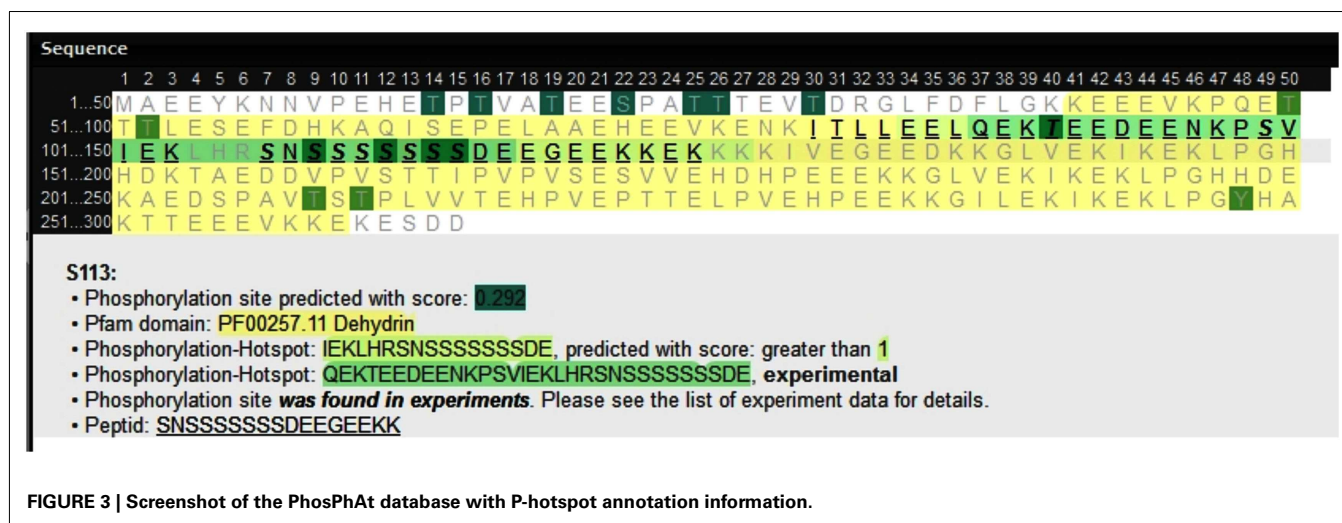 Sequence
1 2 3 4 5 6 7 8 9 10 11 12 13 14 15 16 17 18 19 20 21 22 23 24 25 26 27 28 29 30 31 32 33 34 35 36 37 38 39 40 41 42 43 44 45 46 47 48 49 50
1...50 M A E E Y K N N V P E H E T P T V A T E E S P A T T T E V T D R G L F D F L G K K E E E V K P Q E T
51...100 T T L E S E F D H K A Q I S E P E L A A E H E E V K E N K I T L L E E L Q E K T E E D E E N K P S V
101...150 I E K L H R S N S S S S S S S D E E G E E K K E K K K K I V E G E E D K K G L V E K I K E K L P G H
151...200 H D K T A E D D V P V S T T I P V P V S E S V V E H D H P E E E K K G L V E K I K E K L P G H H D E
201...250 K A E D S P A V T S T P L V V T E H P V E P T T E L P V E H P E E K K G I L E K I K E K L P G Y H A
251...300 K T T E E E V K K E K E S D D
S113:
• Phosphorylation site predicted with score: 0.292
• Pfam domain: PF00257.11 Dehydrin
• Phosphorylation-Hotspot: IEKLHRSNSSSSSSSDE, predicted with score: greater than 1
• Phosphorylation-Hotspot: QEKTEEDEENKPSVIEKLHRSNSSSSSSSDE, experimental
• Phosphorylation site was found in experiments. Please see the list of experiment data for details.
• Peptid: SNSSSSSSSDEEGEEKK
FIGURE 3 | Screenshot of the PhosPhAt database with P-hotspot annotation information.